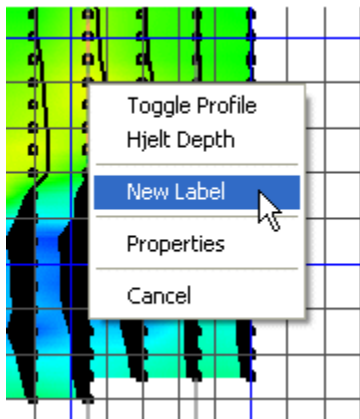 Toggle Profile
Hjelt Depth
New Label
Properties
Cancel